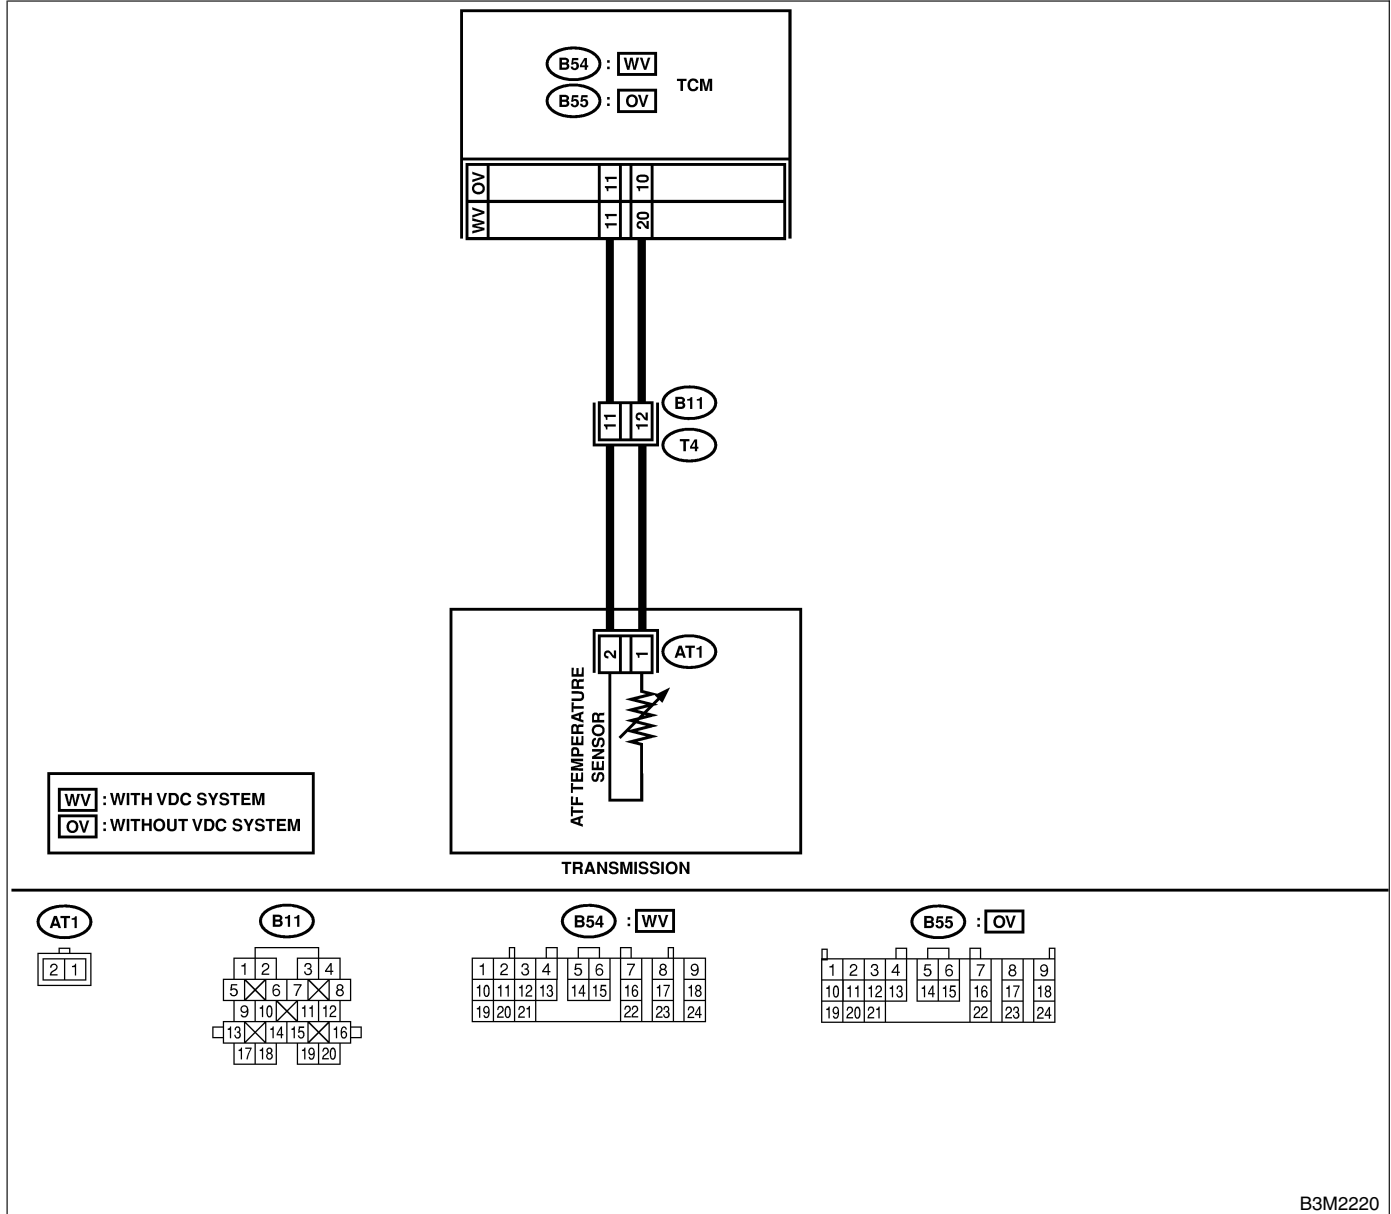 B54 : WV
TCM
B55 : OV
OV 11 10
WV 11 20
B11
11 12
T4
2 1 AT1
ATF TEMPERATURE
SENSOR
WV : WITH VDC SYSTEM
OV : WITHOUT VDC SYSTEM
TRANSMISSION
AT1
2 1
B11
1 2 3 4
5 6 7 8
9 10 11 12
13 14 15 16
17 18 19 20
B54 : WV
1 2 3 4 5 6 7 8 9
10 11 12 13 14 15 16 17 18
19 20 21 22 23 24
B55 : OV
1 2 3 4 5 6 7 8 9
10 11 12 13 14 15 16 17 18
19 20 21 22 23 24
B3M2220